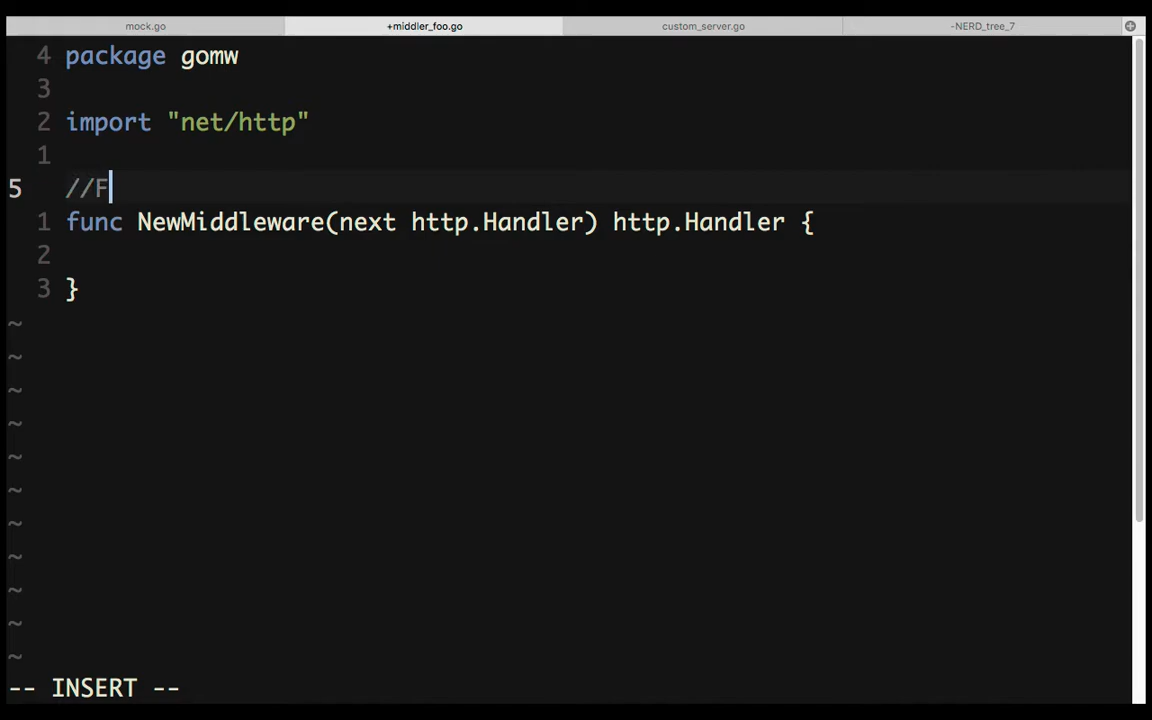 mock.go +middler_foo.go custom_server.go -NERD_tree_7
4 package gomw
3
2 import "net/http"
1
5 //F
1 func NewMiddleware(next http.Handler) http.Handler {
2
3 }
~
~
~
~
~
~
~
~
~
~
~
-- INSERT --